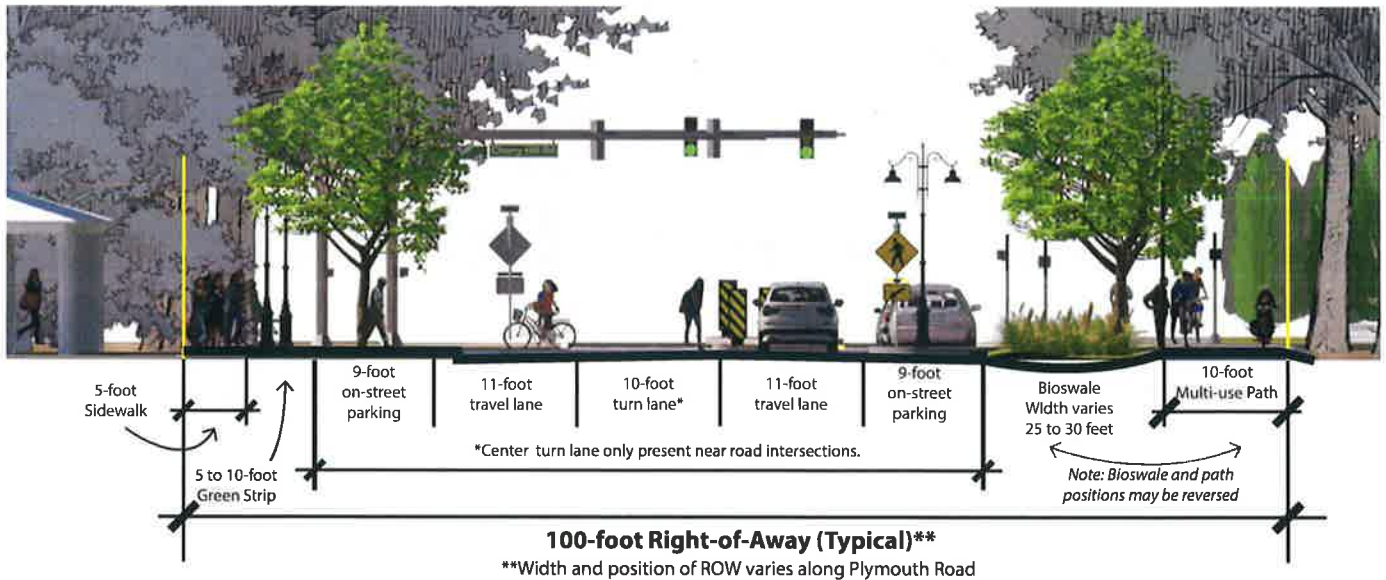 5-foot
Sidewalk
5 to 10-foot
Green Strip
9-foot
on-street
parking
11-foot
travel lane
10-foot
turn lane*
11-foot
travel lane
9-foot
on-street
parking
Bioswale
Width varies
25 to 30 feet
10-foot
Multi-use Path
*Center turn lane only present near road intersections.
Note: Bioswale and path
positions may be reversed
100-foot Right-of-Away (Typical)**
**Width and position of ROW varies along Plymouth Road